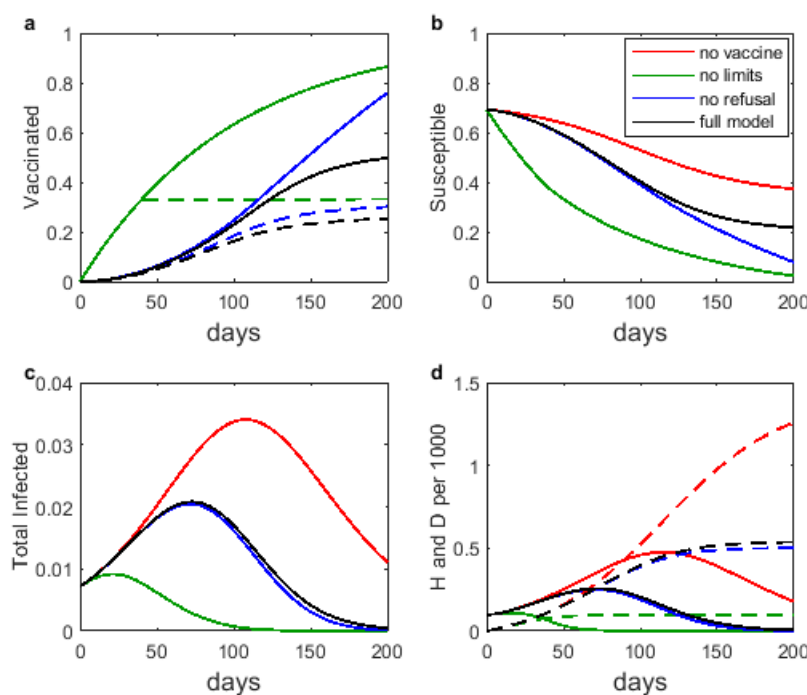 a
1
0.8
0.6
0.4
0.2
0
Vaccinated
0 50 100 150 200
days
b
1
0.8
0.6
0.4
0.2
0
Susceptible
no vaccine
no limits
no refusal
full model
0 50 100 150 200
days
c
0.04
0.03
0.02
0.01
0
Total Infected
0 50 100 150 200
days
d
1.5
1
0.5
0
H and D per 1000
0 50 100 150 200
days